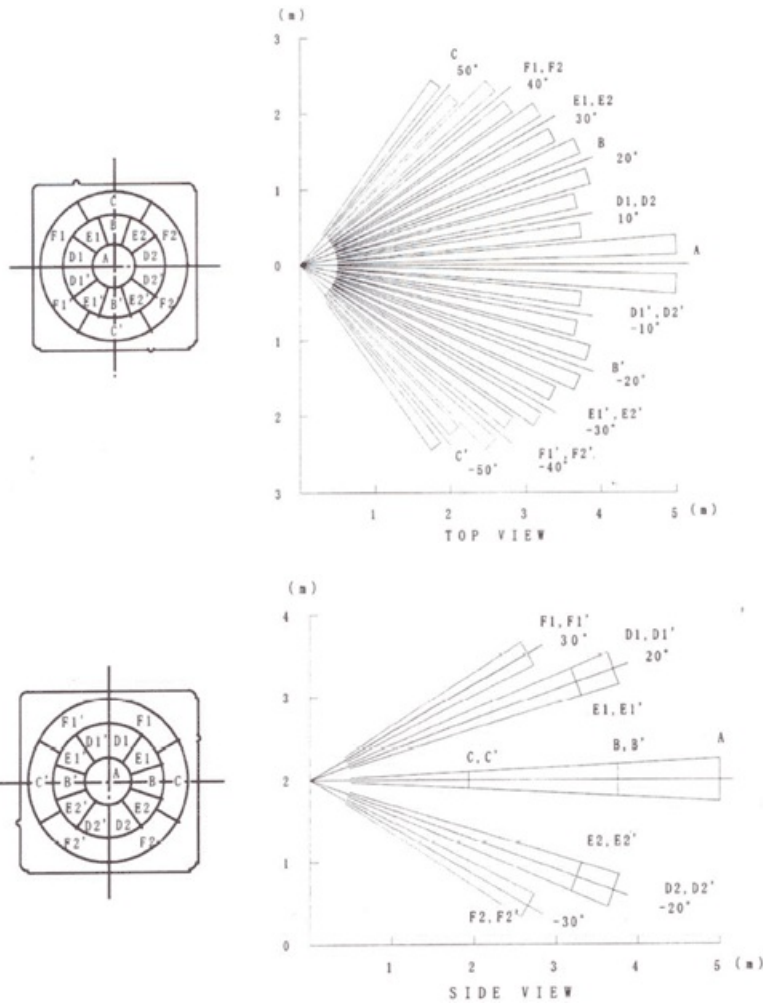 (m)
3
C
50°
F1,F2
40°
E1,E2
30°
2
B
20°
1
D1,D2
10°
A
0
D1',D2'
-10°
1
B'
-20°
E1',E2'
-30°
2
F1',F2'
-40°
C'
-50°
3
1 2 3 4 5 (m)
TOP VIEW
C
F1 E1 B E2 F2
D1 A D2
D1' D2'
F1' E1' B' E2' F2'
C'
(m)
4
F1,F1'
30°
D1,D1'
20°
3
E1,E1'
C,C'
B,B'
A
2
E2,E2'
1
D2,D2'
-20°
F2,F2'
-30°
0
1 2 3 4 5 (m)
SIDE VIEW
F1' F1
D1' D1
E1' E1
C' B' A B C
E2' E2
D2' D2
F2' F2